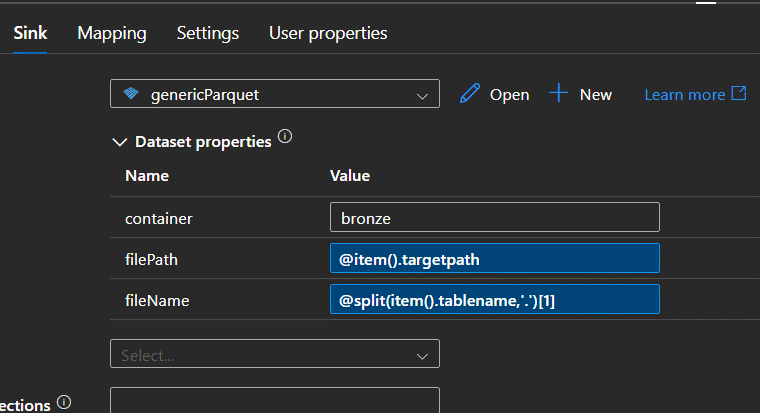 Sink Mapping Settings User properties
genericParquet Open New Learn more
Dataset properties
Name Value
container bronze
filePath @item().targetpath
fileName @split(item().tablename,'.')[1]
Select...
ections